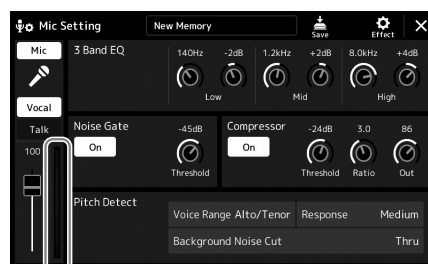 Mic Setting New Memory Save Effect
Mic 3 Band EQ 140Hz -2dB 1.2kHz +2dB 8.0kHz +4dB
Low Mid High
Vocal
Talk Noise Gate -45dB Compressor -24dB 3.0 86
100 On On
Threshold Threshold Ratio Out
Pitch Detect
Voice Range Alto/Tenor Response Medium
Background Noise Cut Thru